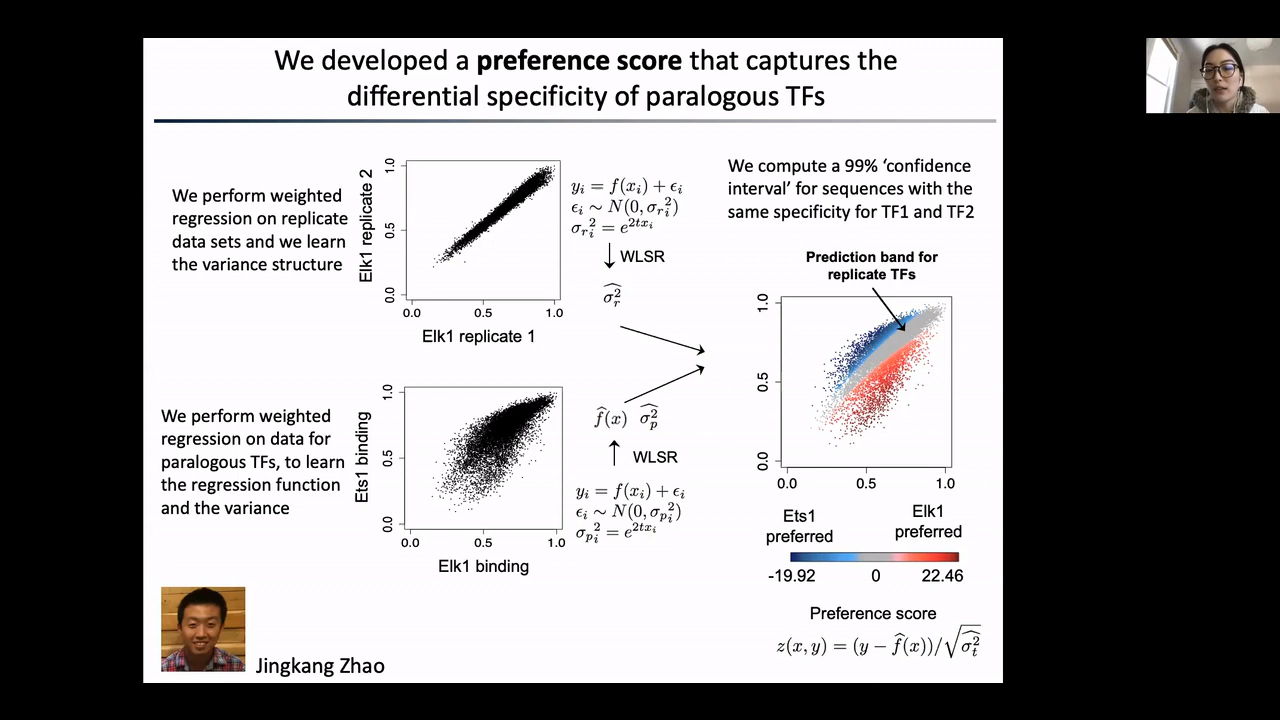 We developed a preference score that captures the
differential specificity of paralogous TFs
We perform weighted
regression on replicate
data sets and we learn
the variance structure
Elk1 replicate 2
1.0
0.5
0.0
0.0 0.5 1.0
Elk1 replicate 1
yᵢ = f(xᵢ) + ϵᵢ
ϵᵢ ∼ N(0, σᵣᵢ²)
σᵣᵢ² = e^{2txᵢ}
WLSR
σ̂ᵣ²
We perform weighted
regression on data for
paralogous TFs, to learn
the regression function
and the variance
Ets1 binding
1.0
0.5
0.0
0.0 0.5 1.0
Elk1 binding
f̂(x) σ̂ₚ²
WLSR
yᵢ = f(xᵢ) + ϵᵢ
ϵᵢ ∼ N(0, σₚᵢ²)
σₚᵢ² = e^{2txᵢ}
We compute a 99% ‘confidence
interval’ for sequences with the
same specificity for TF1 and TF2
Prediction band for
replicate TFs
1.0
0.5
0.0
0.0 0.5 1.0
Ets1
preferred
Elk1
preferred
-19.92 0 22.46
Preference score
z(x, y) = (y − f̂(x))/√σ̂ₜ²
Jingkang Zhao